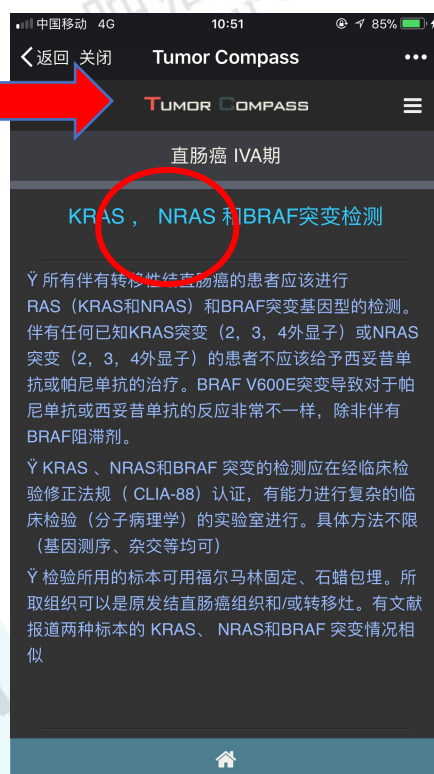 中国移动 4G 10:51 85%
返回 关闭 Tumor Compass
TUMOR COMPASS
直肠癌 IVA期
KRAS , NRAS 和BRAF突变检测
Ÿ 所有伴有转移性结直肠癌的患者应该进行
RAS（KRAS和NRAS）和BRAF突变基因型的检测。
伴有任何已知KRAS突变（2，3，4外显子）或NRAS
突变（2，3，4外显子）的患者不应该给予西妥昔单
抗或帕尼单抗的治疗。BRAF V600E突变导致对于帕
尼单抗或西妥昔单抗的反应非常不一样，除非伴有
BRAF阻滞剂。
Ÿ KRAS 、NRAS和BRAF 突变的检测应在经临床检
验修正法规（ CLIA-88）认证，有能力进行复杂的临
床检验（分子病理学）的实验室进行。具体方法不限
（基因测序、杂交等均可）
Ÿ 检验所用的标本可用福尔马林固定、石蜡包埋。所
取组织可以是原发结直肠癌组织和/或转移灶。有文献
报道两种标本的 KRAS、 NRAS和BRAF 突变情况相
似